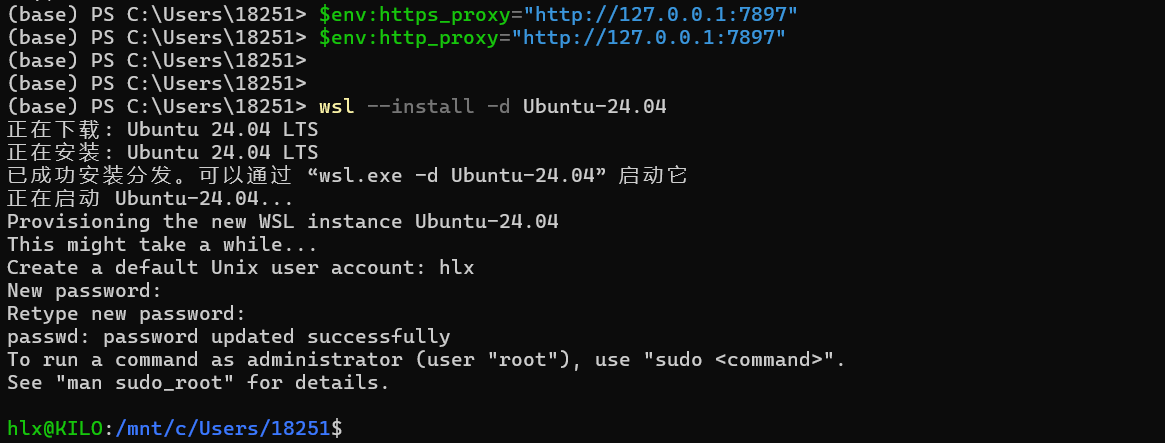 (base) PS C:\Users\18251> $env:https_proxy="http://127.0.0.1:7897"
(base) PS C:\Users\18251> $env:http_proxy="http://127.0.0.1:7897"
(base) PS C:\Users\18251>
(base) PS C:\Users\18251>
(base) PS C:\Users\18251> wsl --install -d Ubuntu-24.04
正在下载: Ubuntu 24.04 LTS
正在安装: Ubuntu 24.04 LTS
已成功安装分发。可以通过 “wsl.exe -d Ubuntu-24.04” 启动它
正在启动 Ubuntu-24.04...
Provisioning the new WSL instance Ubuntu-24.04
This might take a while...
Create a default Unix user account: hlx
New password:
Retype new password:
passwd: password updated successfully
To run a command as administrator (user "root"), use "sudo <command>".
See "man sudo_root" for details.
hlx@KILO:/mnt/c/Users/18251$